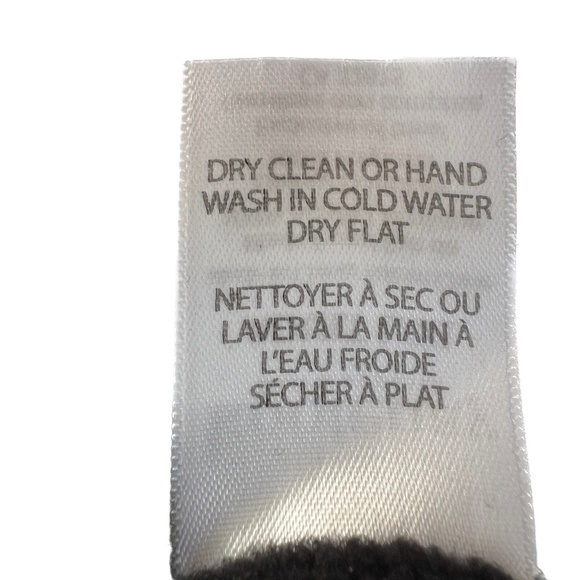 DRY CLEAN OR HAND
WASH IN COLD WATER
DRY FLAT
NETTOYER À SEC OU
LAVER À LA MAIN À
L'EAU FROIDE
SÉCHER À PLAT